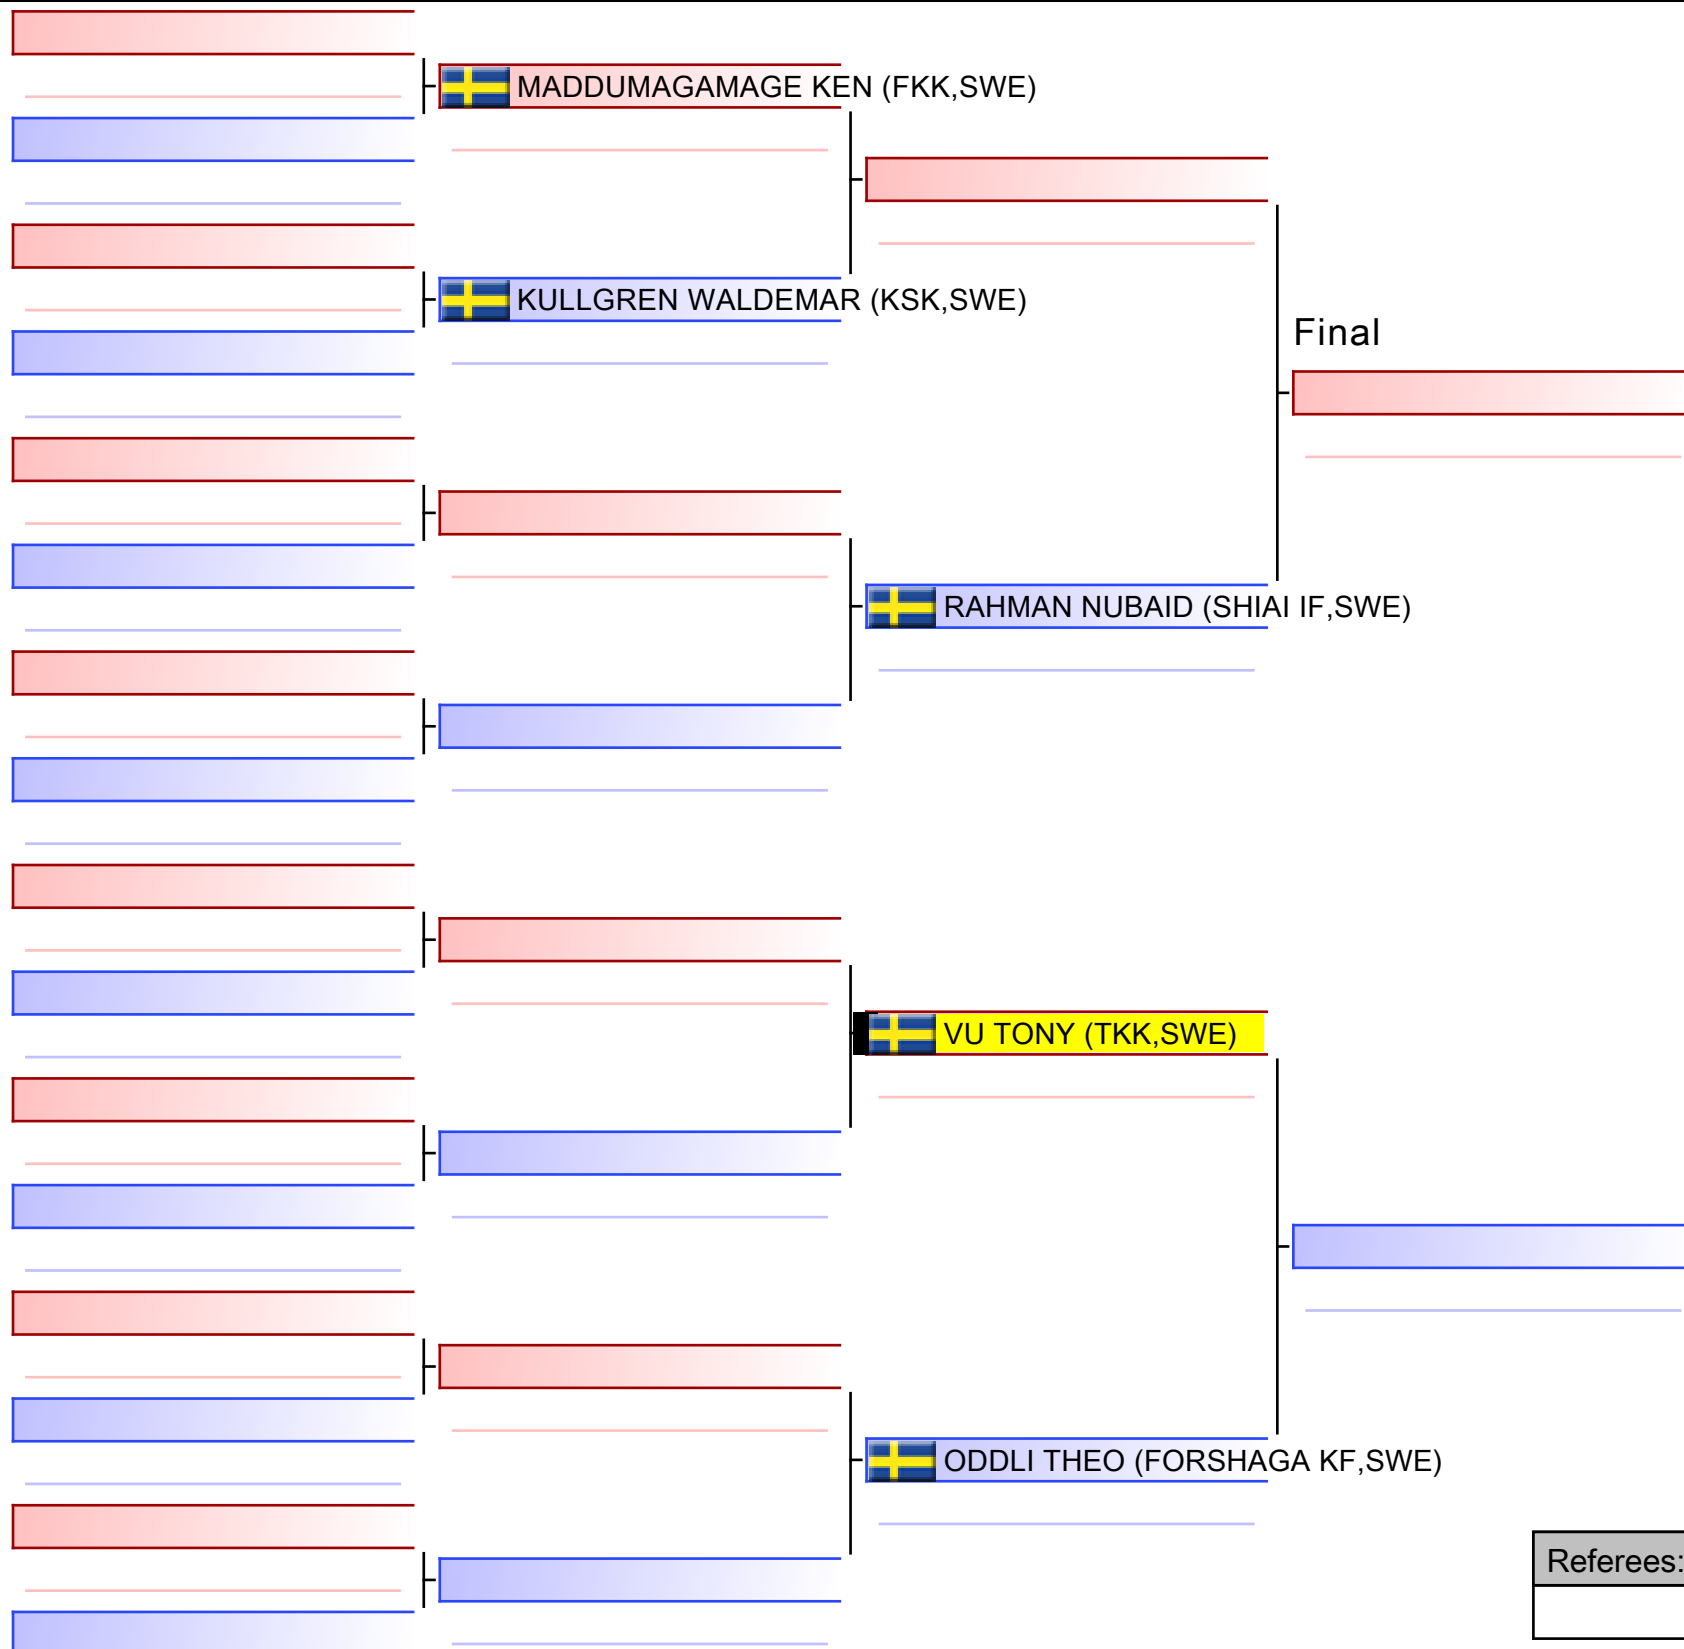 MADDUMAGAMAGE KEN (FKK,SWE)
KULLGREN WALDEMAR (KSK,SWE)
Final
RAHMAN NUBAID (SHIAI IF,SWE)
VU TONY (TKK,SWE)
ODDLI THEO (FORSHAGA KF,SWE)
Referees: